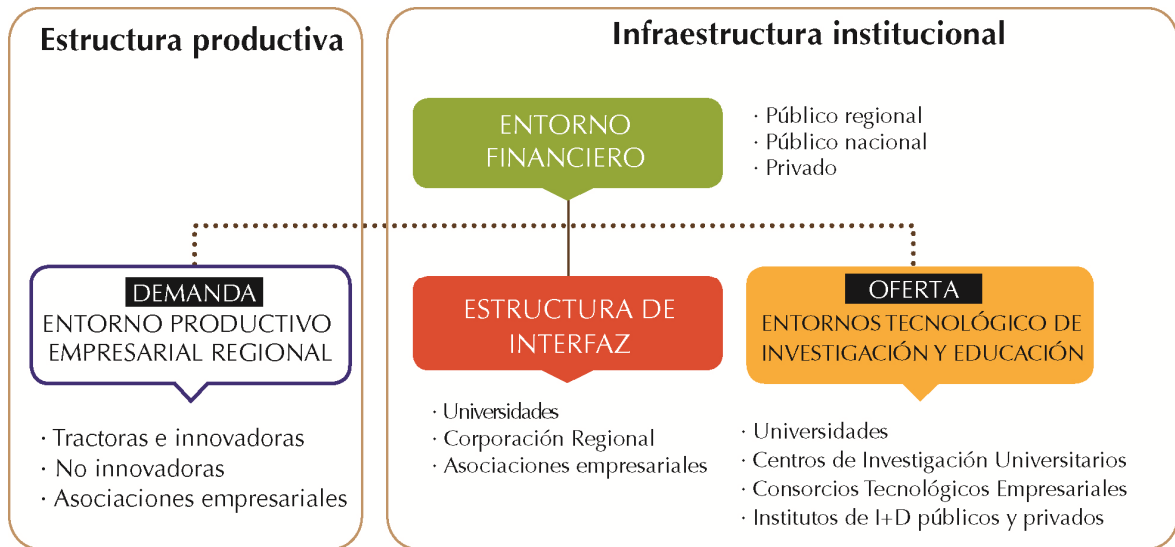 Estructura productiva
Infraestructura institucional
ENTORNO
FINANCIERO
· Público regional
· Público nacional
· Privado
DEMANDA
ENTORNO PRODUCTIVO
EMPRESARIAL REGIONAL
· Tractoras e innovadoras
· No innovadoras
· Asociaciones empresariales
ESTRUCTURA DE
INTERFAZ
· Universidades
· Corporación Regional
· Asociaciones empresariales
OFERTA
ENTORNOS TECNOLÓGICO DE
INVESTIGACIÓN Y EDUCACIÓN
· Universidades
· Centros de Investigación Universitarios
· Consorcios Tecnológicos Empresariales
· Institutos de I+D públicos y privados